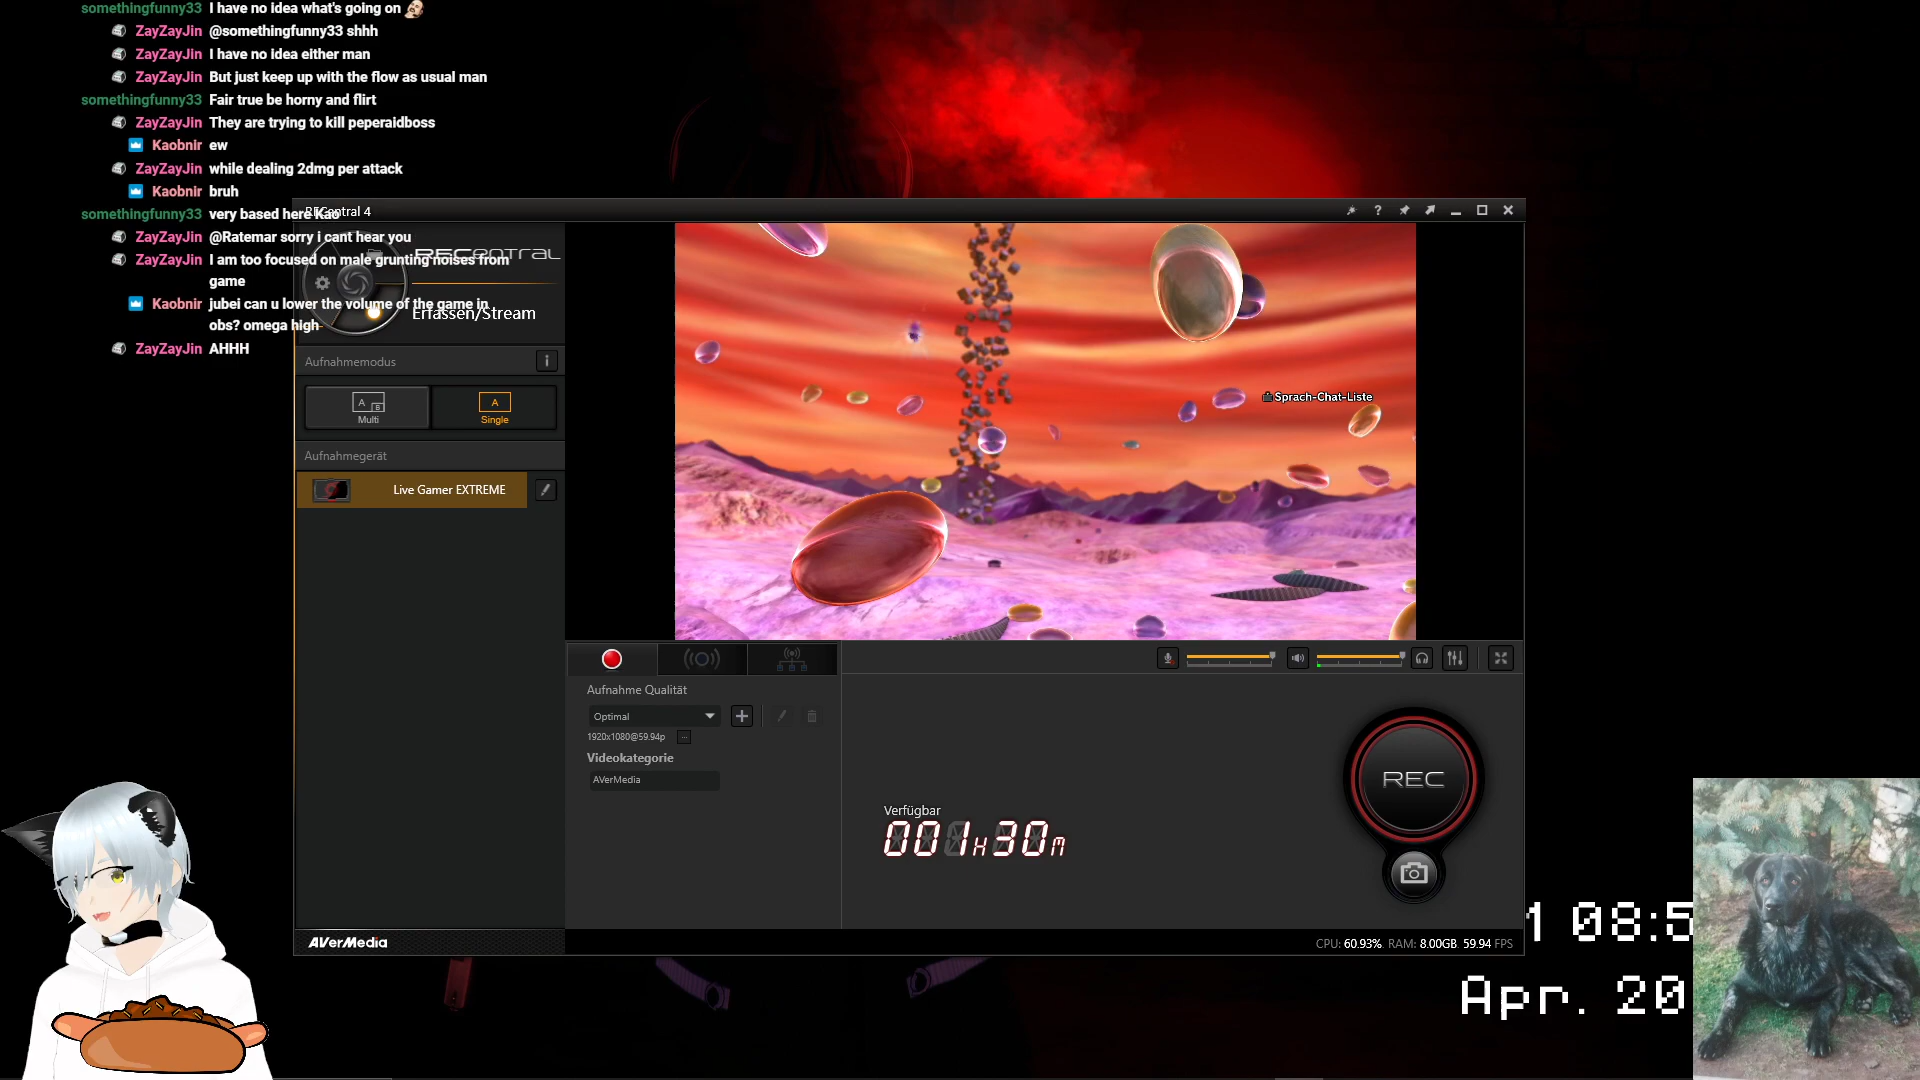 somethingfunny33 I have no idea what's going on
ZayZayJin @somethingfunny33 shhh
ZayZayJin I have no idea either man
ZayZayJin But just keep up with the flow as usual man
somethingfunny33 Fair true be horny and flirt
ZayZayJin They are trying to kill peperaidboss
Kaobnir ew
ZayZayJin while dealing 2dmg per attack
Kaobnir bruh
somethingfunny33 very based here Kao
ZayZayJin @Ratemar sorry i cant hear you
ZayZayJin I am too focused on male grunting noises from
game
Kaobnir jubei can u lower the volume of the game in
obs? omega high
ZayZayJin AHHH
RECentral 4
RECENTRAL
Erfassen/Stream
Aufnahmemodus
A B
Multi
A
Single
Aufnahmegerät
Live Gamer EXTREME
Sprach-Chat-Liste
Aufnahme Qualität
Optimal
1920x1080@59.94p ...
Videokategorie
AVerMedia
Verfügbar
001H30M
REC
AVerMedia
CPU: 60.93% RAM: 8.00GB 59.94 FPS
1 08:5
Apr. 20